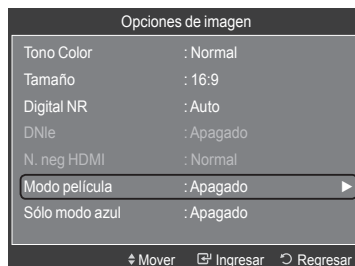 Opciones de imagen
Tono Color : Normal
Tamaño : 16:9
Digital NR : Auto
DNIe : Apagado
N. neg HDMI : Normal
Modo película : Apagado
Sólo modo azul : Apagado
Mover Ingresar Regresar